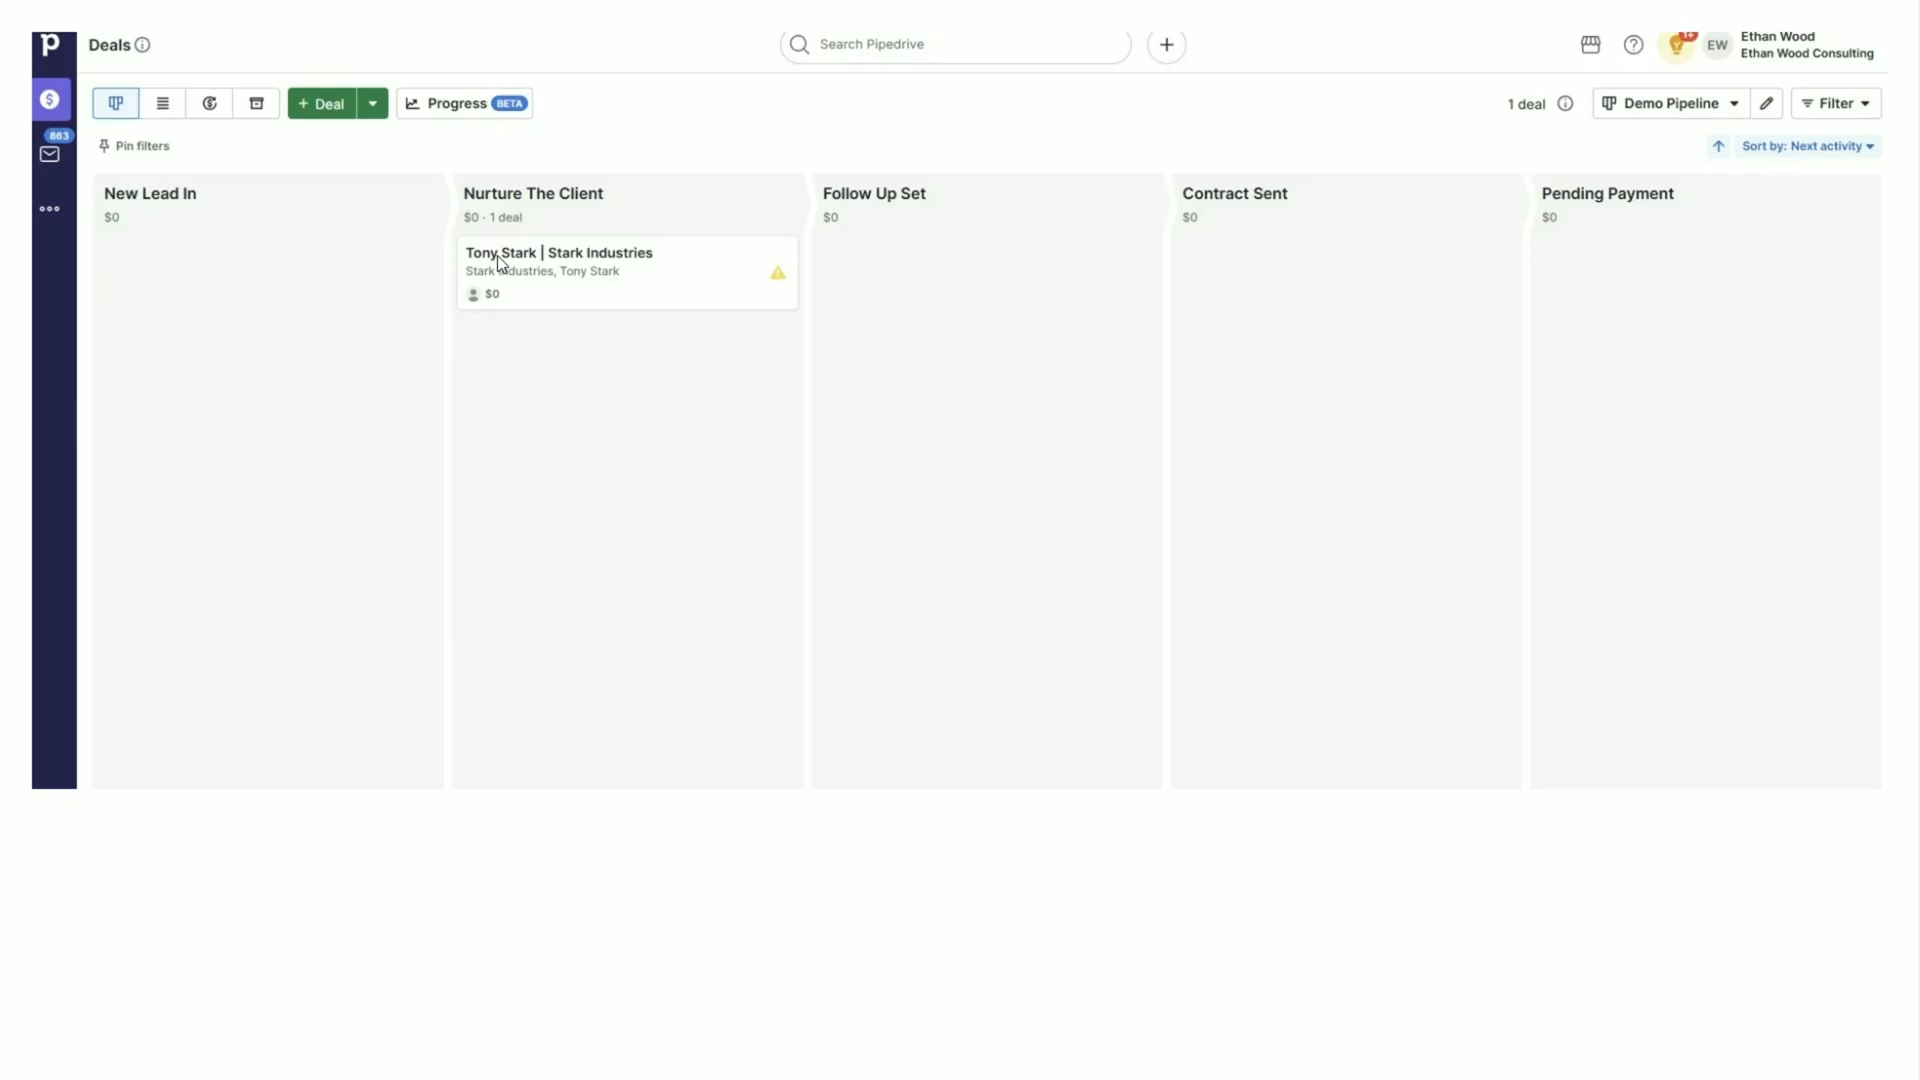 p
Deals
Search Pipedrive
+
1+
EW
Ethan Wood
Ethan Wood Consulting
+ Deal
Progress BETA
1 deal
Demo Pipeline
Filter
863
Pin filters
Sort by: Next activity
New Lead In
$0
Nurture The Client
$0 · 1 deal
Tony Stark | Stark Industries
Stark Industries, Tony Stark
$0
Follow Up Set
$0
Contract Sent
$0
Pending Payment
$0